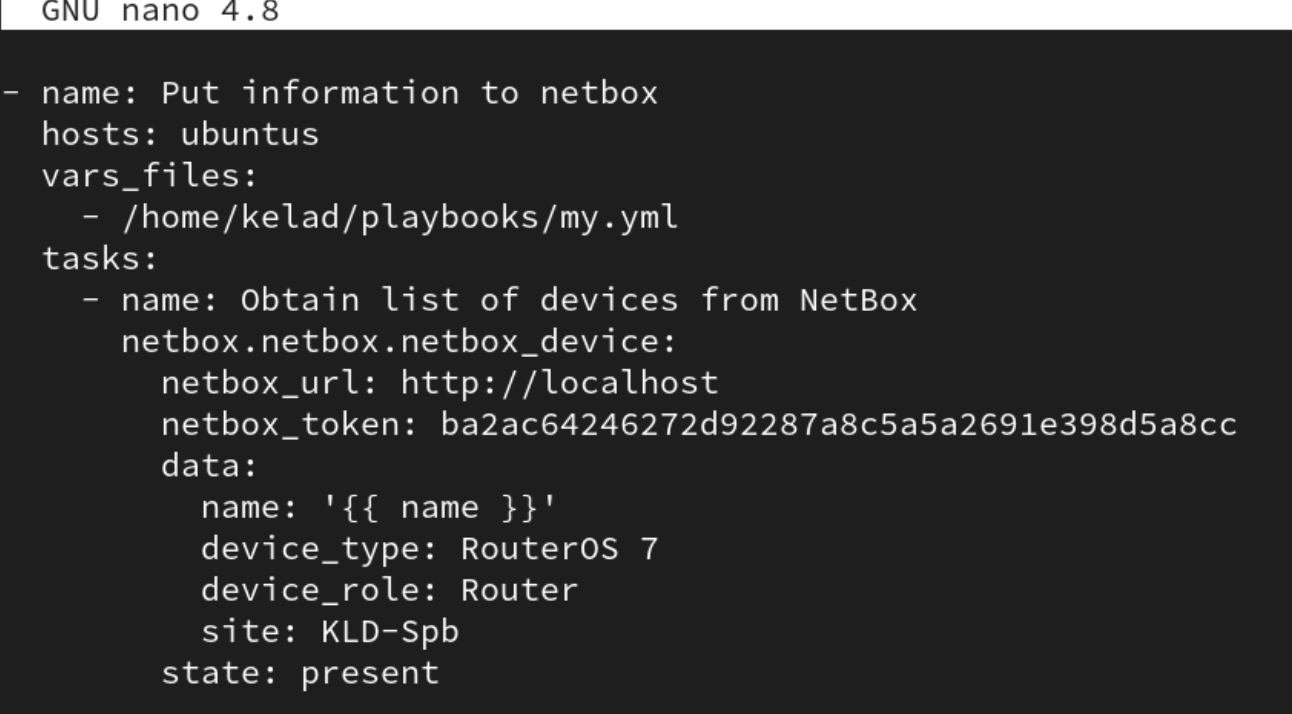 GNU nano 4.8
- name: Put information to netbox
  hosts: ubuntus
  vars_files:
    - /home/kelad/playbooks/my.yml
  tasks:
    - name: Obtain list of devices from NetBox
      netbox.netbox.netbox_device:
        netbox_url: http://localhost
        netbox_token: ba2ac64246272d92287a8c5a5a2691e398d5a8cc
        data:
          name: '{{ name }}'
          device_type: RouterOS 7
          device_role: Router
          site: KLD-Spb
        state: present